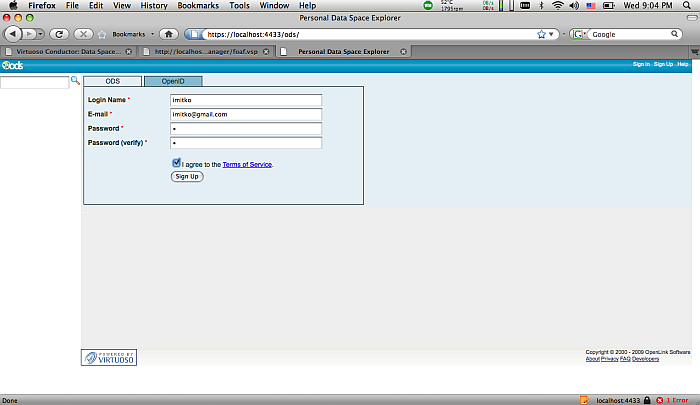 Firefox File Edit View History Bookmarks Tools Window Help 52°C 1795rpm 0B/s 0B/s Wed 9:04 PM
Personal Data Space Explorer
Bookmarks https://localhost:4433/ods/ Google
Virtuoso Conductor: Data Space... http://localhos...anager/foaf.vsp Personal Data Space Explorer
ods Sign In Sign Up Help
ODS OpenID
Login Name * imitko
E-mail * imitko@gmail.com
Password *
Password (verify) *
I agree to the Terms of Service.
Sign Up
POWERED BY
VIRTUOSO
Copyright © 2000 - 2009 OpenLink Software
About Privacy FAQ Developers
Done localhost:4433 1 Error